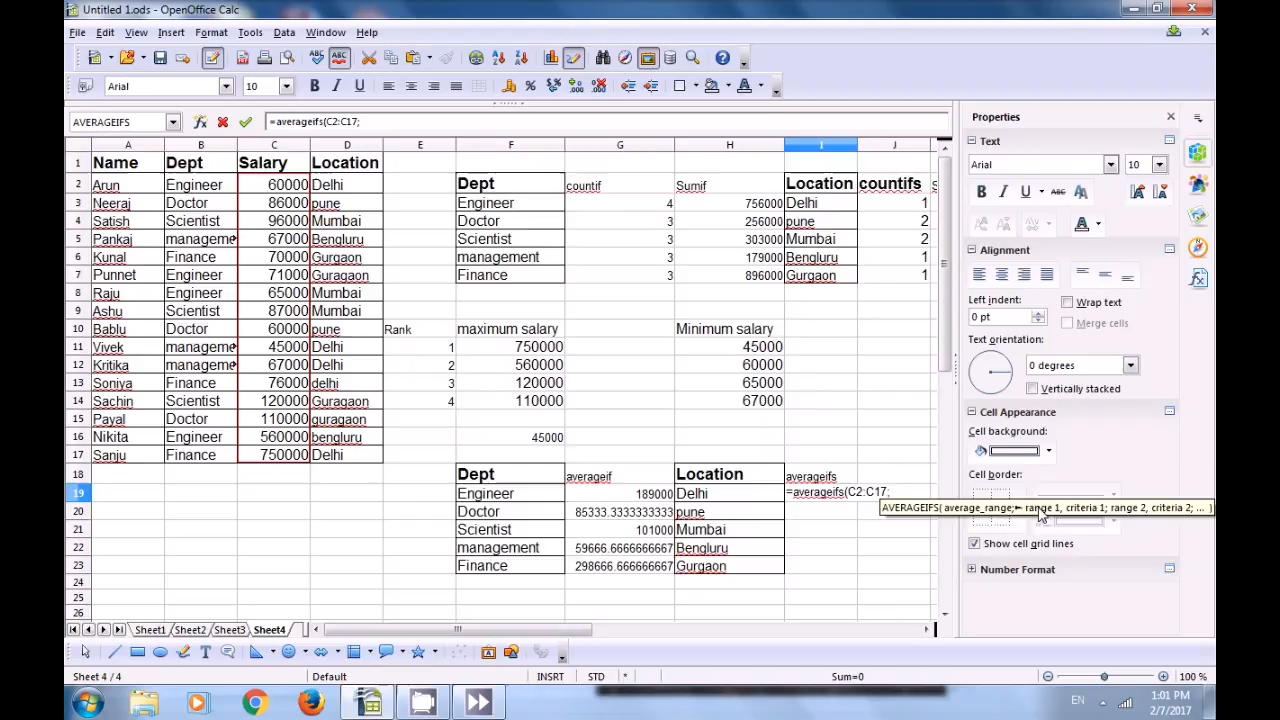 Untitled 1.ods - OpenOffice Calc
File Edit View Insert Format Tools Data Window Help
Arial 10
AVERAGEIFS =averageifs(C2:C17;
Properties
A B C D E F G H I J
Text
1 Name Dept Salary Location
Arial 10
2 Arun Engineer 60000 Delhi Dept countif Sumif Location countifs S
3 Neeraj Doctor 86000 pune Engineer 4 756000 Delhi 1
4 Satish Scientist 96000 Mumbai Doctor 3 256000 pune 2
5 Pankaj manageme Bengluru 67000 Scientist 3 303000 Mumbai 2
6 Kunal Finance 70000 Gurgaon management 3 179000 Bengluru 1
7 Punnet Engineer 71000 Guragaon Finance 3 896000 Gurgaon 1
8 Raju Engineer 65000 Mumbai
9 Ashu Scientist 87000 Mumbai
10 Bablu Doctor 60000 pune Rank maximum salary Minimum salary
11 Vivek manageme 45000 Delhi 1 750000 45000
12 Kritika manageme 67000 Delhi 2 560000 60000
13 Soniya Finance 76000 delhi 3 120000 65000
14 Sachin Scientist 120000 Guragaon 4 110000 67000
15 Payal Doctor 110000 guragaon
16 Nikita Engineer 560000 bengluru 45000
17 Sanju Finance 750000 Delhi
18 Dept averageif Location averageifs
19 Engineer 189000 Delhi =averageifs(C2:C17;
AVERAGEIFS( average_range; range 1, criteria 1; range 2, criteria 2; ... )
20 Doctor 85333.3333333333 pune
21 Scientist 101000 Mumbai
22 management 59666.6666666667 Bengluru
23 Finance 298666.666666667 Gurgaon
24
25
26
Alignment
Left indent: Wrap text
0 pt Merge cells
Text orientation:
0 degrees
Vertically stacked
Cell Appearance
Cell background:
Cell border:
Show cell grid lines
Number Format
Sheet1 Sheet2 Sheet3 Sheet4
Sheet 4 / 4 Default INSRT STD * Sum=0 100 %
EN 1:01 PM
2/7/2017